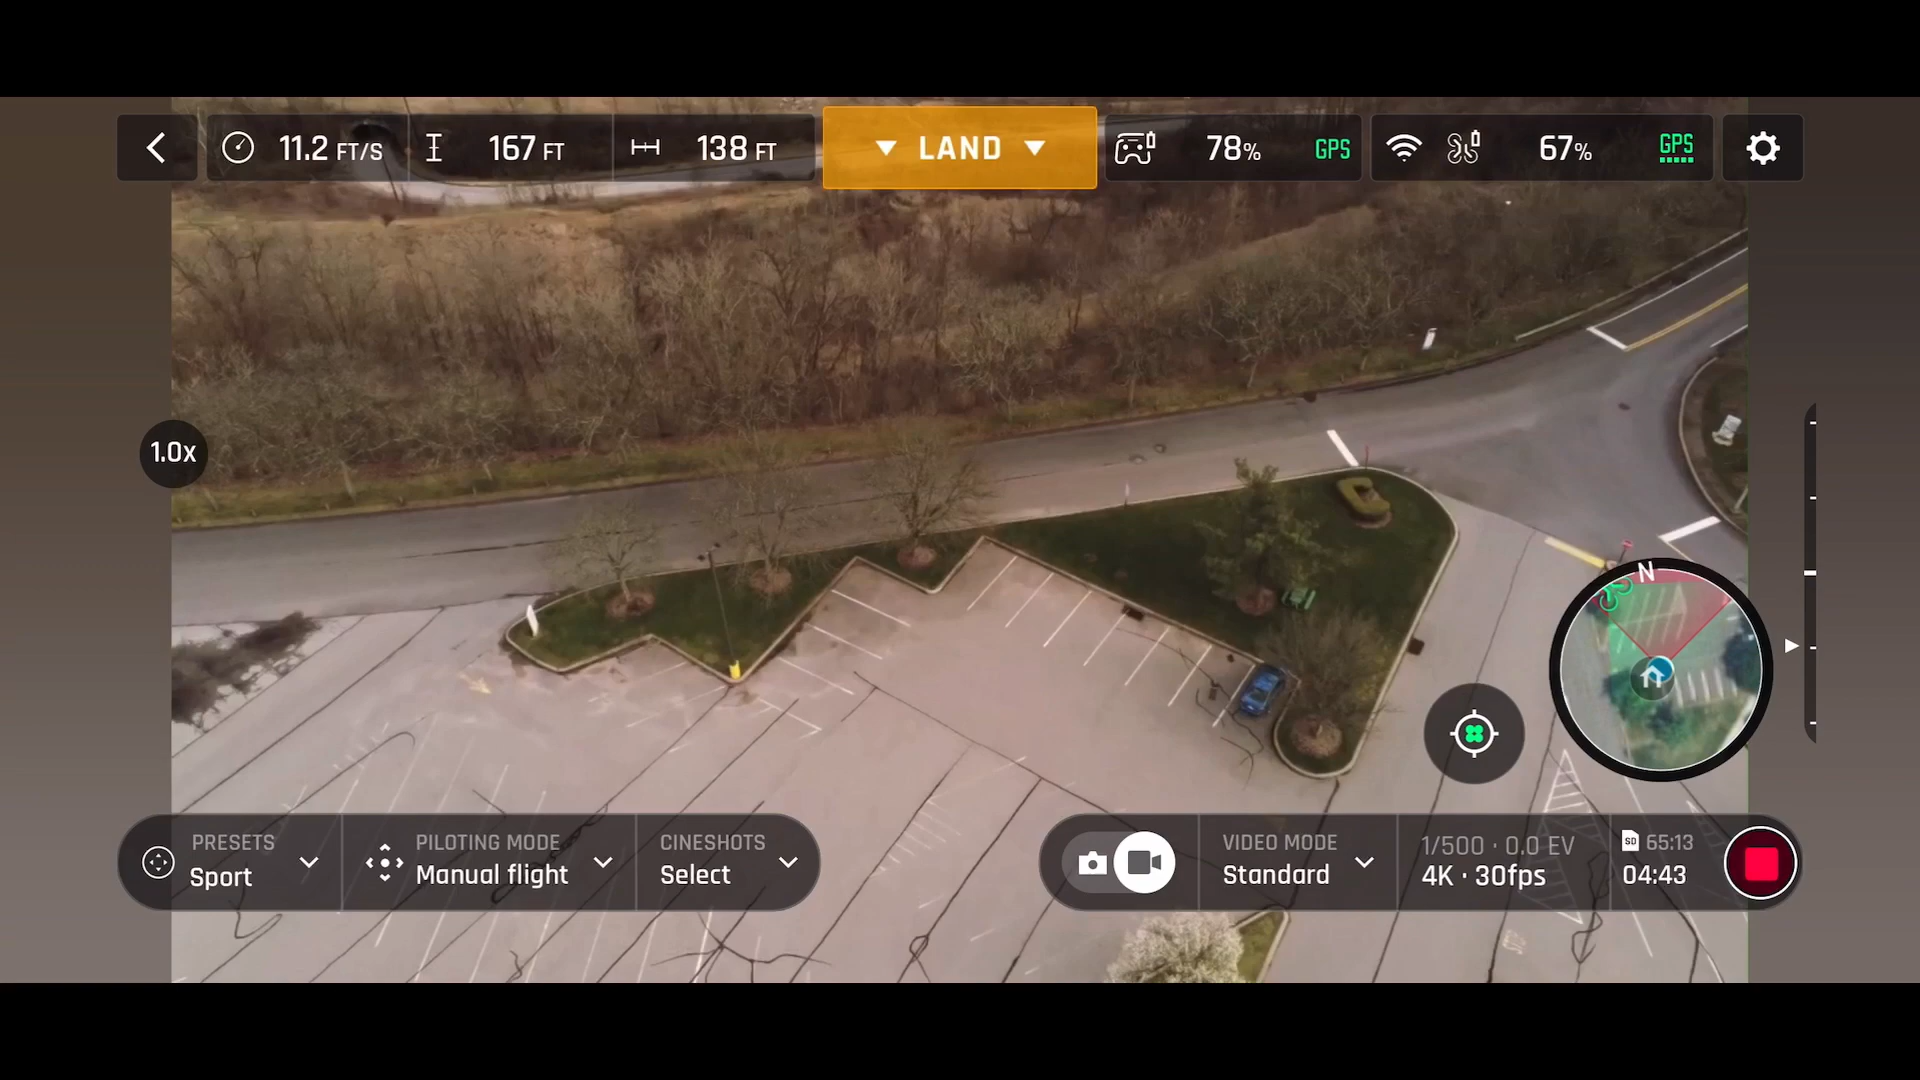 11.2 FT/S
167 FT
138 FT
LAND
78%
GPS
67%
GPS
1.0x
N
PRESETS
Sport
PILOTING MODE
Manual flight
CINESHOTS
Select
VIDEO MODE
Standard
1/500 · 0.0 EV
4K · 30fps
SD 65:13
04:43